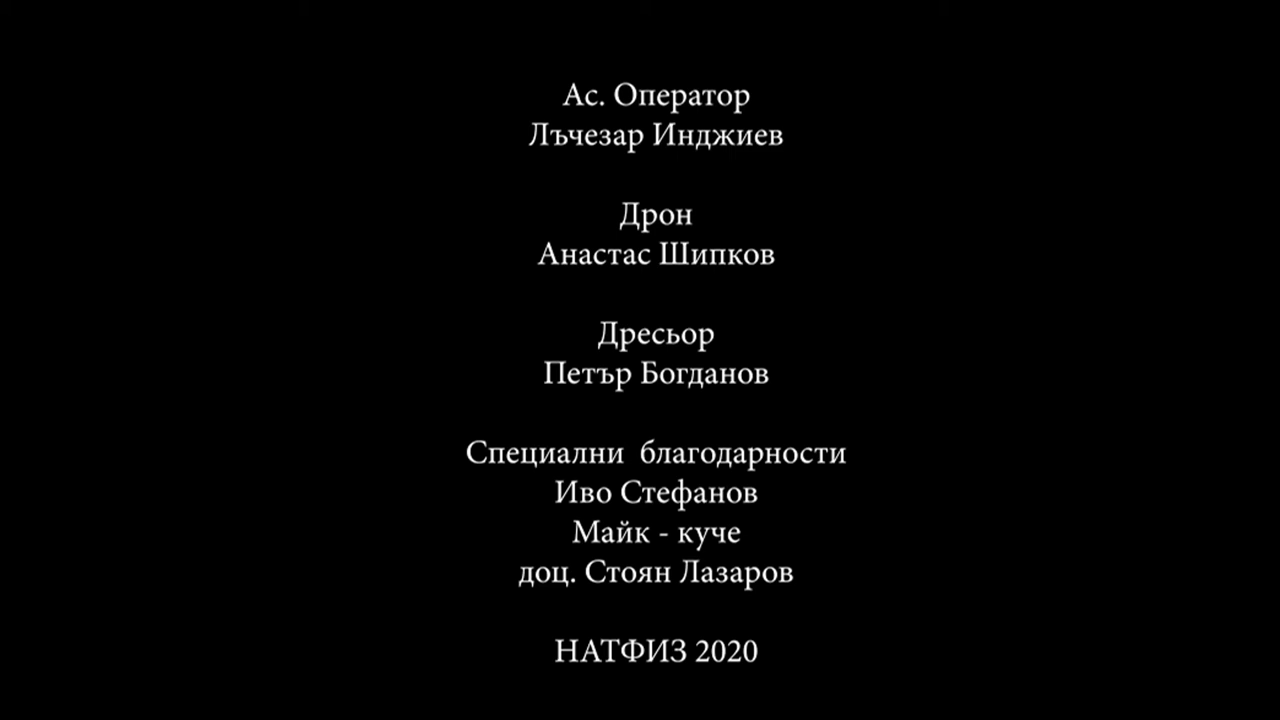 Ас. Оператор
Лъчезар Инджиев
Дрон
Анастас Шипков
Дресьор
Петър Богданов
Специални  благодарности
Иво Стефанов
Майк - куче
доц. Стоян Лазаров
НАТФИЗ 2020